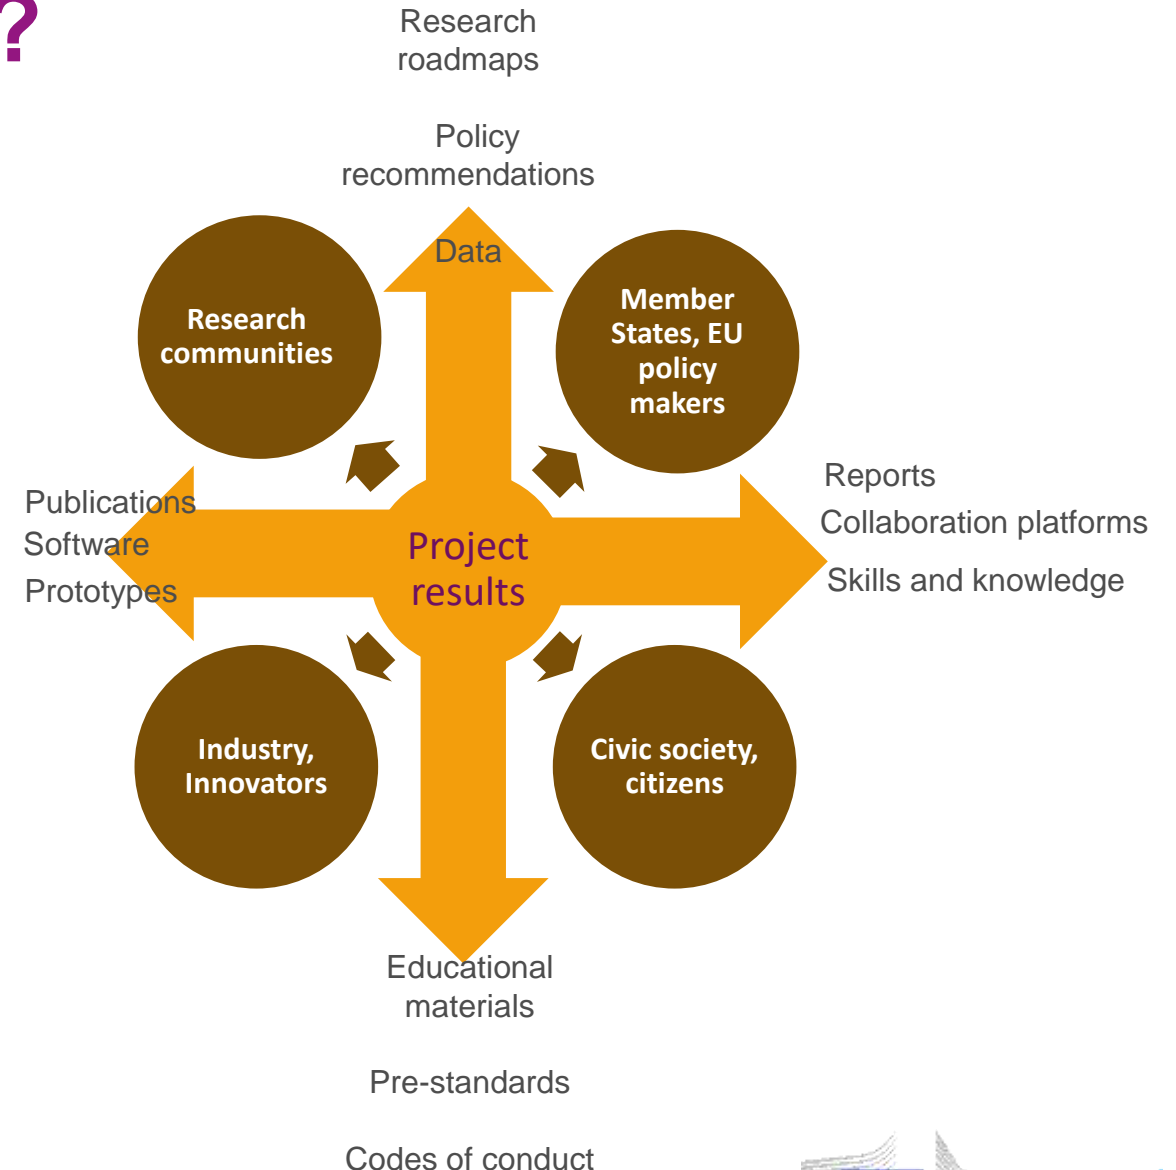 ?
Research
roadmaps
Policy
recommendations
Data
Research
communities
Member
States, EU
policy
makers
Publications
Software
Prototypes
Project
results
Reports
Collaboration platforms
Skills and knowledge
Industry,
Innovators
Civic society,
citizens
Educational
materials
Pre-standards
Codes of conduct